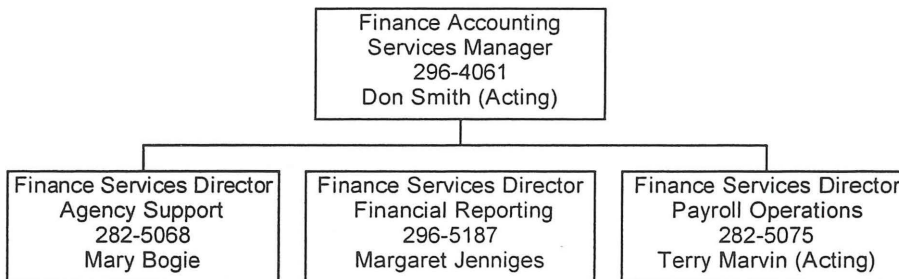 Finance Accounting
Services Manager
296-4061
Don Smith (Acting)
Finance Services Director
Agency Support
282-5068
Mary Bogie
Finance Services Director
Financial Reporting
296-5187
Margaret Jenniges
Finance Services Director
Payroll Operations
282-5075
Terry Marvin (Acting)